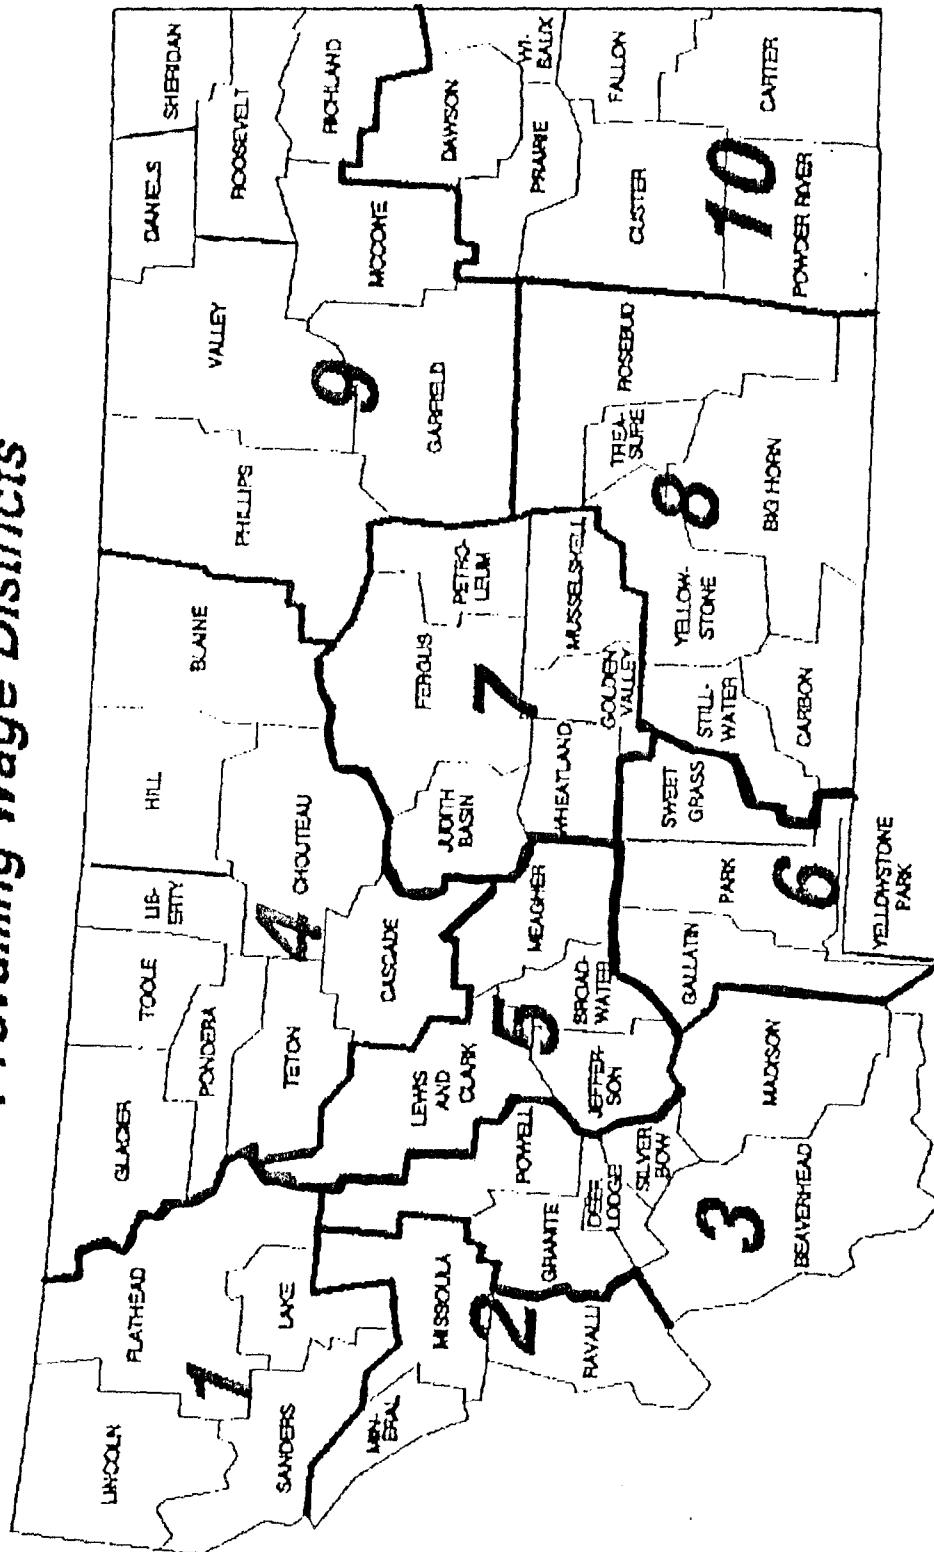 Prevailing Wage Districts
LINCOLN
FLATHEAD
GLACIER
TOOLE
LIB-
ERTY
HILL
BLAINE
PHILLIPS
VALLEY
DANIELS
SHERIDAN
ROOSEVELT
RICHLAND
1
SANDERS
LAKE
PONDERA
TETON
4
CHOUTEAU
CASCADE
9
GARFIELD
MCCONE
DAWSON
WI-
BAUX
MIN-
ERAL
MISSOULA
2
RAVALLI
GRANITE
POWELL
DEER
LODGE
SILVER
BOW
LEWIS
AND
CLARK
5
JEFFER-
SON
BROAD-
WATER
MEAGHER
JUDITH
BASIN
FERGUS
PETRO-
LEUM
7
WHEATLAND
GOLDEN
VALLEY
MUSSELSHELL
PRAIRIE
FALLON
CUSTER
10
CARTER
POWDER RIVER
ROSEBUD
TREA-
SURE
8
BIG HORN
YELLOW-
STONE
STILL-
WATER
CARBON
SWEET
GRASS
PARK
6
GALLATIN
YELLOWSTONE
PARK
MADISON
3
BEAVERHEAD